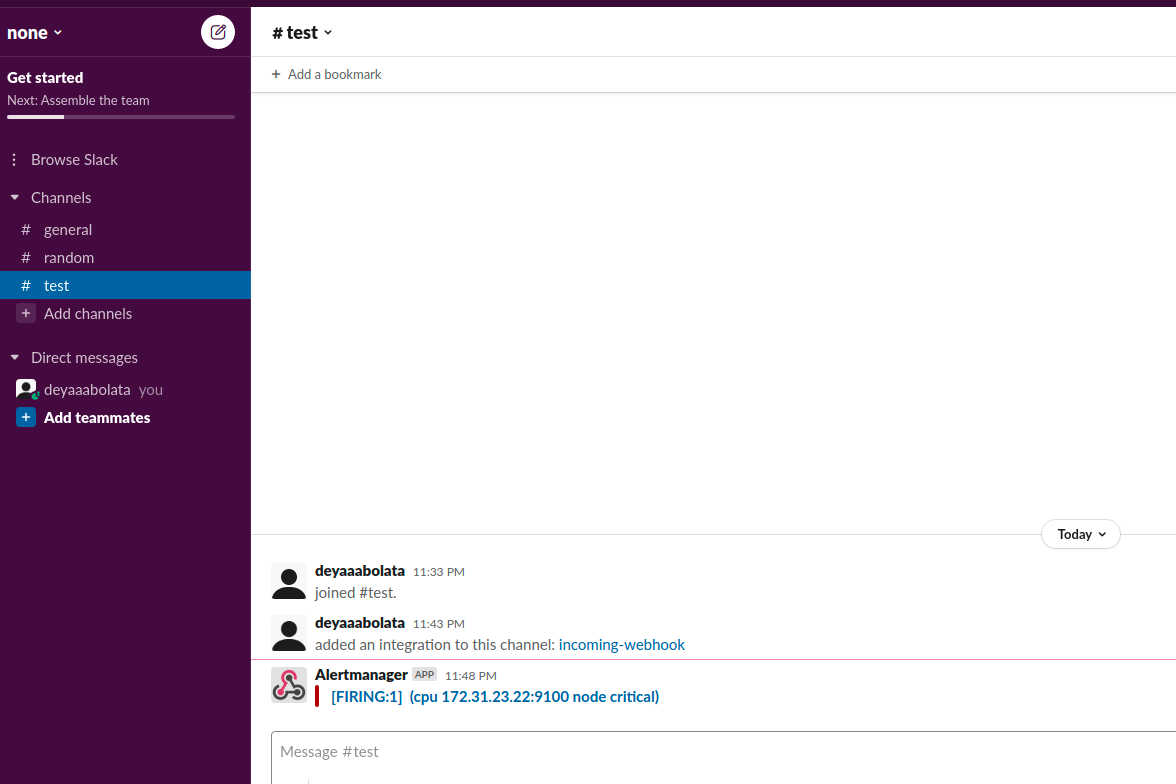 none
Get started
Next: Assemble the team
Browse Slack
Channels
# general
# random
# test
+ Add channels
Direct messages
deyaaabolata you
+ Add teammates
# test
+ Add a bookmark
Today
deyaaabolata 11:33 PM
joined #test.
deyaaabolata 11:43 PM
added an integration to this channel: incoming-webhook
Alertmanager APP 11:48 PM
[FIRING:1] (cpu 172.31.23.22:9100 node critical)
Message #test